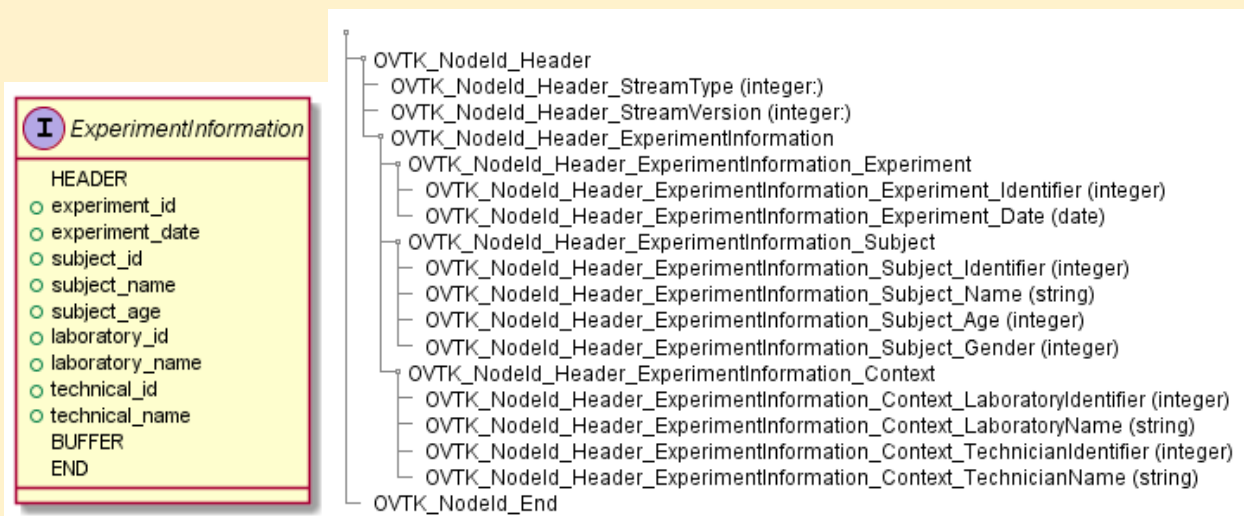 I ExperimentInformation
HEADER
experiment_id
experiment_date
subject_id
subject_name
subject_age
laboratory_id
laboratory_name
technical_id
technical_name
BUFFER
END
OVTK_NodeId_Header
OVTK_NodeId_Header_StreamType (integer:)
OVTK_NodeId_Header_StreamVersion (integer:)
OVTK_NodeId_Header_ExperimentInformation
OVTK_NodeId_Header_ExperimentInformation_Experiment
OVTK_NodeId_Header_ExperimentInformation_Experiment_Identifier (integer)
OVTK_NodeId_Header_ExperimentInformation_Experiment_Date (date)
OVTK_NodeId_Header_ExperimentInformation_Subject
OVTK_NodeId_Header_ExperimentInformation_Subject_Identifier (integer)
OVTK_NodeId_Header_ExperimentInformation_Subject_Name (string)
OVTK_NodeId_Header_ExperimentInformation_Subject_Age (integer)
OVTK_NodeId_Header_ExperimentInformation_Subject_Gender (integer)
OVTK_NodeId_Header_ExperimentInformation_Context
OVTK_NodeId_Header_ExperimentInformation_Context_LaboratoryIdentifier (integer)
OVTK_NodeId_Header_ExperimentInformation_Context_LaboratoryName (string)
OVTK_NodeId_Header_ExperimentInformation_Context_TechnicianIdentifier (integer)
OVTK_NodeId_Header_ExperimentInformation_Context_TechnicianName (string)
OVTK_NodeId_End